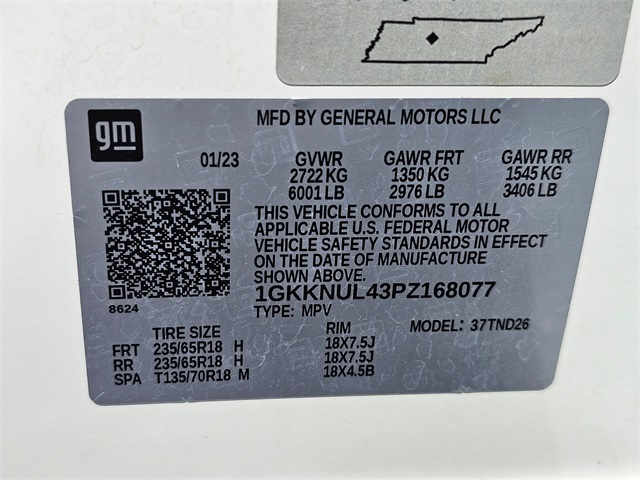 gm
MFD BY GENERAL MOTORS LLC
01/23 GVWR GAWR FRT GAWR RR
2722 KG 1350 KG 1545 KG
6001 LB 2976 LB 3406 LB
THIS VEHICLE CONFORMS TO ALL
APPLICABLE U.S. FEDERAL MOTOR
VEHICLE SAFETY STANDARDS IN EFFECT
ON THE DATE OF MANUFACTURE
SHOWN ABOVE.
1GKKNUL43PZ168077
8624
TYPE: MPV MODEL: 37TND26
TIRE SIZE RIM
FRT 235/65R18 H 18X7.5J
RR 235/65R18 H 18X7.5J
SPA T135/70R18 M 18X4.5B